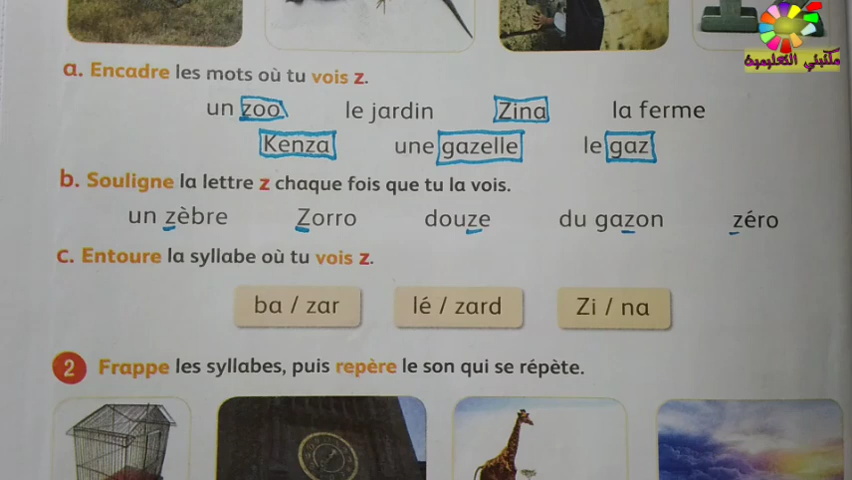 مكتبتي التعليمية
a. Encadre les mots où tu vois z.
un zoo le jardin Zina la ferme
Kenza une gazelle le gaz
b. Souligne la lettre z chaque fois que tu la vois.
un zèbre Zorro douze du gazon zéro
c. Entoure la syllabe où tu vois z.
ba / zar lé / zard Zi / na
2 Frappe les syllabes, puis repère le son qui se répète.